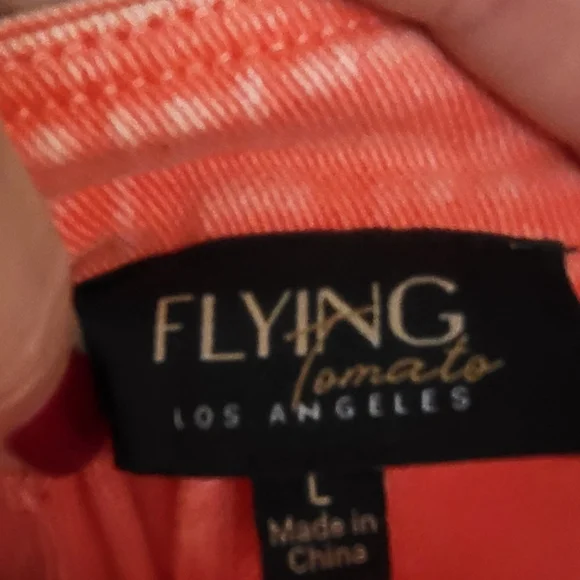 FLYING
Tomato
LOS ANGELES
L
Made in
China